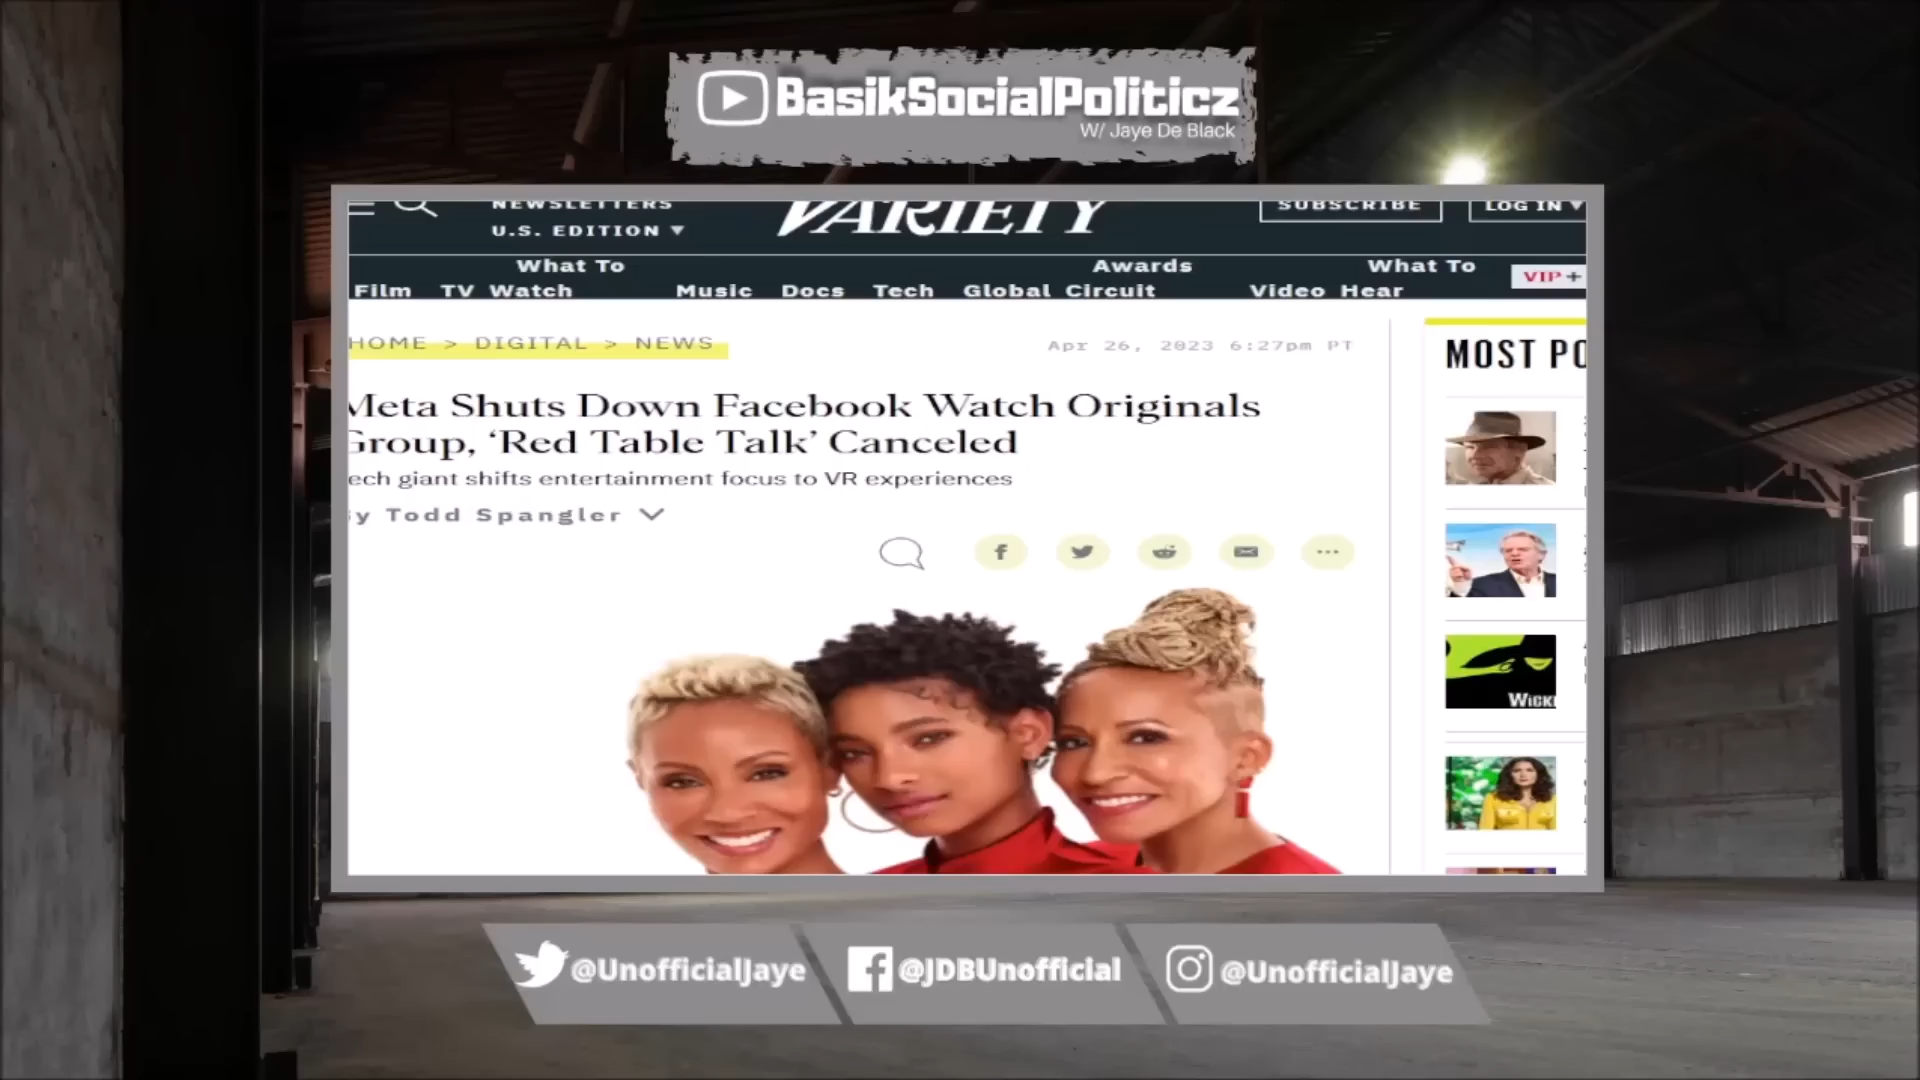 BasikSocialPoliticz
W/ Jaye De Black
NEWSLETTERS
VARIETY
SUBSCRIBE
LOG IN ▼
U.S. EDITION ▼
What To
Awards
What To
VIP+
Film TV Watch Music Docs Tech Global Circuit Video Hear
HOME > DIGITAL > NEWS
Apr 26, 2023 6:27pm PT
MOST PO
Meta Shuts Down Facebook Watch Originals
Group, ‘Red Table Talk’ Canceled
ech giant shifts entertainment focus to VR experiences
y Todd Spangler
WICK
@UnofficialJaye
@JDBUnofficial
@UnofficialJaye